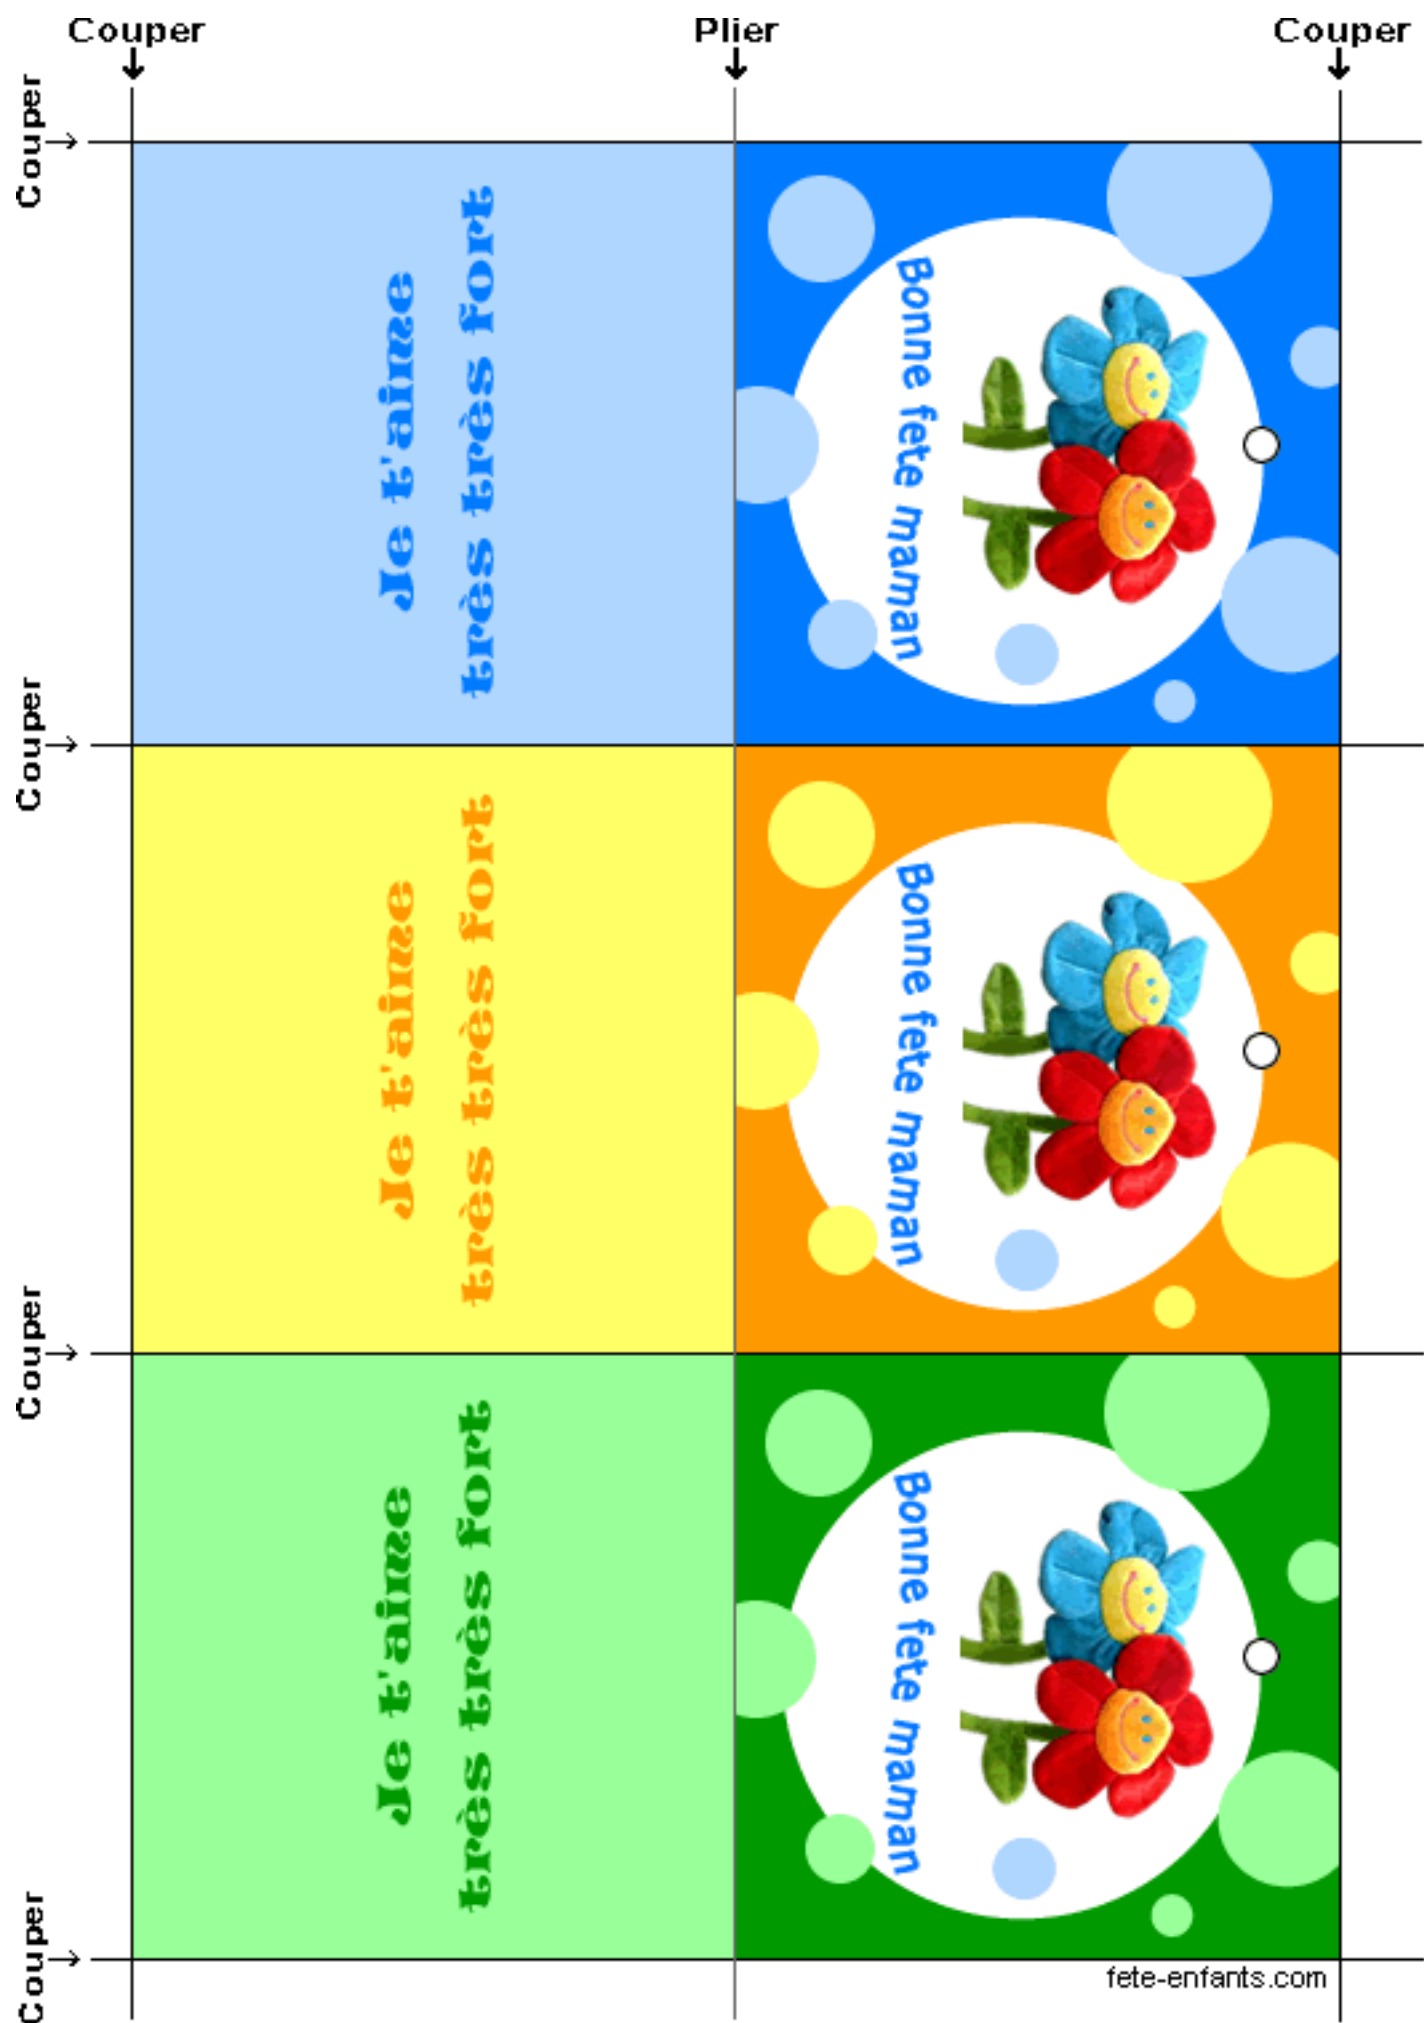 Couper
Plier
Couper
Couper
Je t'aime
très très fort
Bonne fete maman
Couper
Je t'aime
très très fort
Bonne fete maman
Couper
Je t'aime
très très fort
Bonne fete maman
Couper
fete-enfants.com